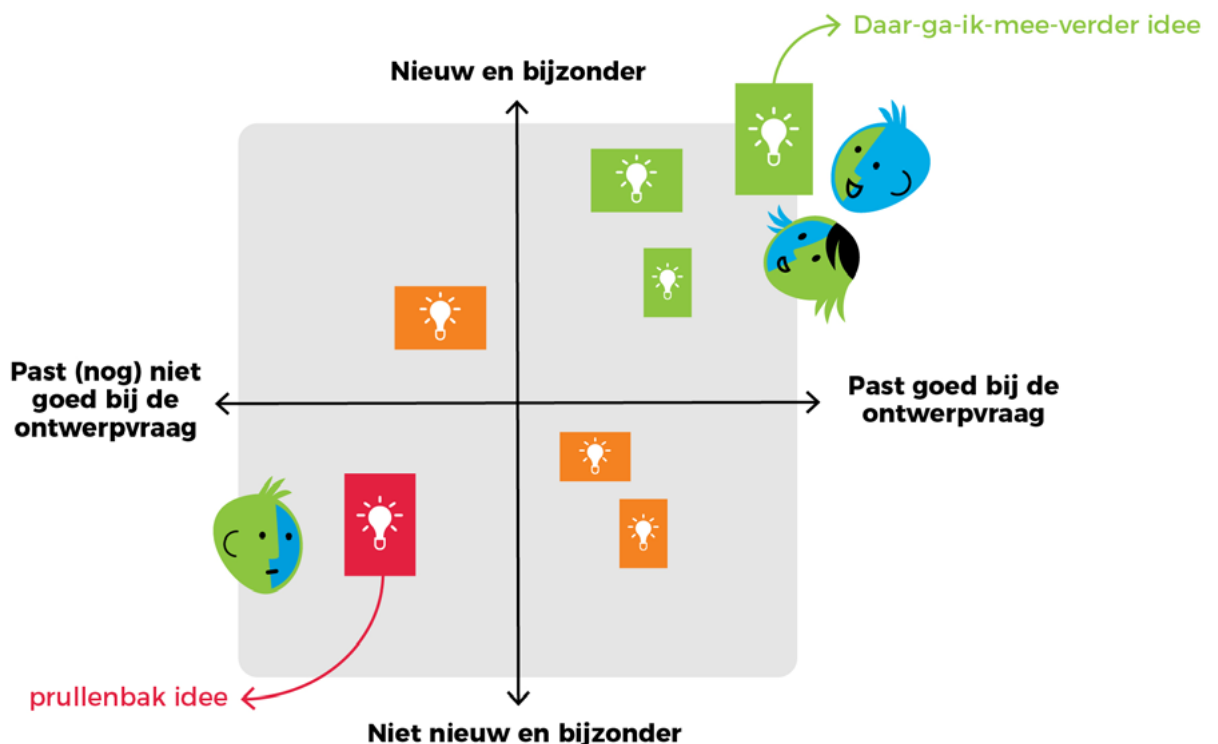 Daar-ga-ik-mee-verder idee
Nieuw en bijzonder
Past (nog) niet
goed bij de
ontwerpvraag
Past goed bij de
ontwerpvraag
prullenbak idee
Niet nieuw en bijzonder